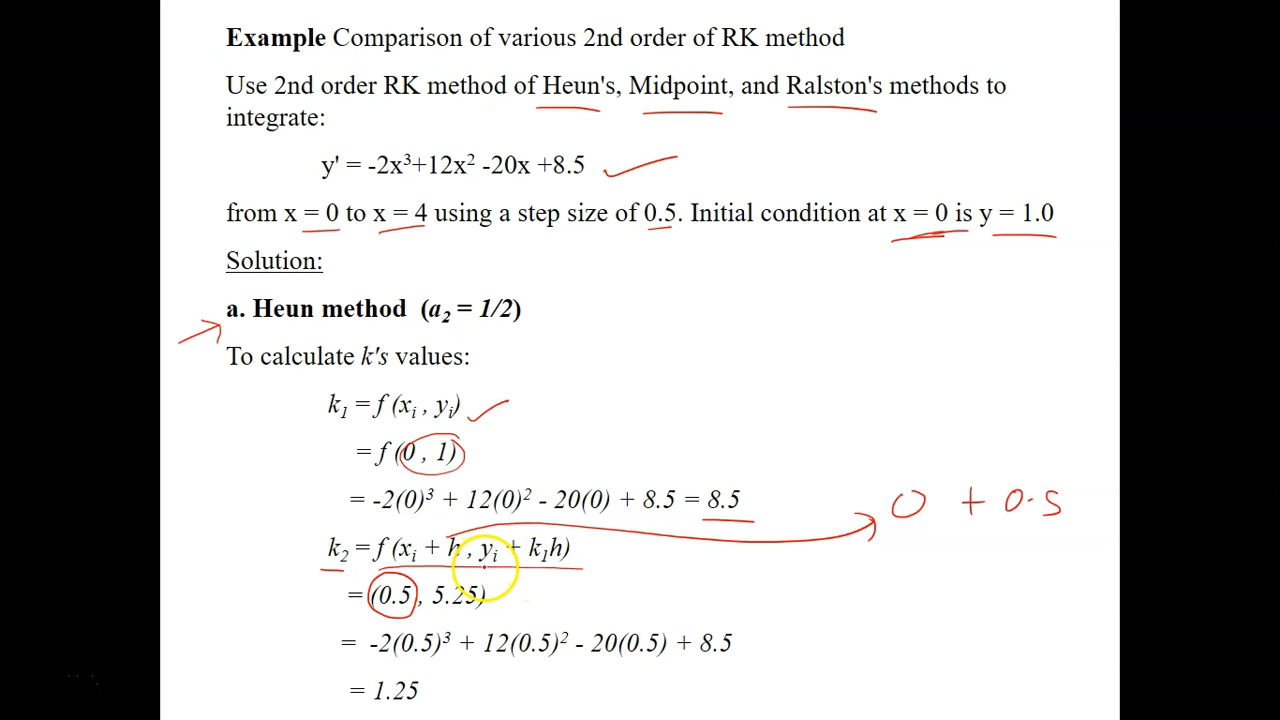 Example Comparison of various 2nd order of RK method
Use 2nd order RK method of Heun's, Midpoint, and Ralston's methods to
integrate:
y' = -2x³+12x² -20x +8.5
from x = 0 to x = 4 using a step size of 0.5. Initial condition at x = 0 is y = 1.0
Solution:
a. Heun method (a₂ = 1/2)
To calculate k's values:
k₁ = f (xᵢ , yᵢ)
= f (0 , 1)
= -2(0)³ + 12(0)² - 20(0) + 8.5 = 8.5
0 + 0.5
k₂ = f (xᵢ + h , yᵢ + k₁h)
= (0.5 , 5.25)
= -2(0.5)³ + 12(0.5)² - 20(0.5) + 8.5
= 1.25